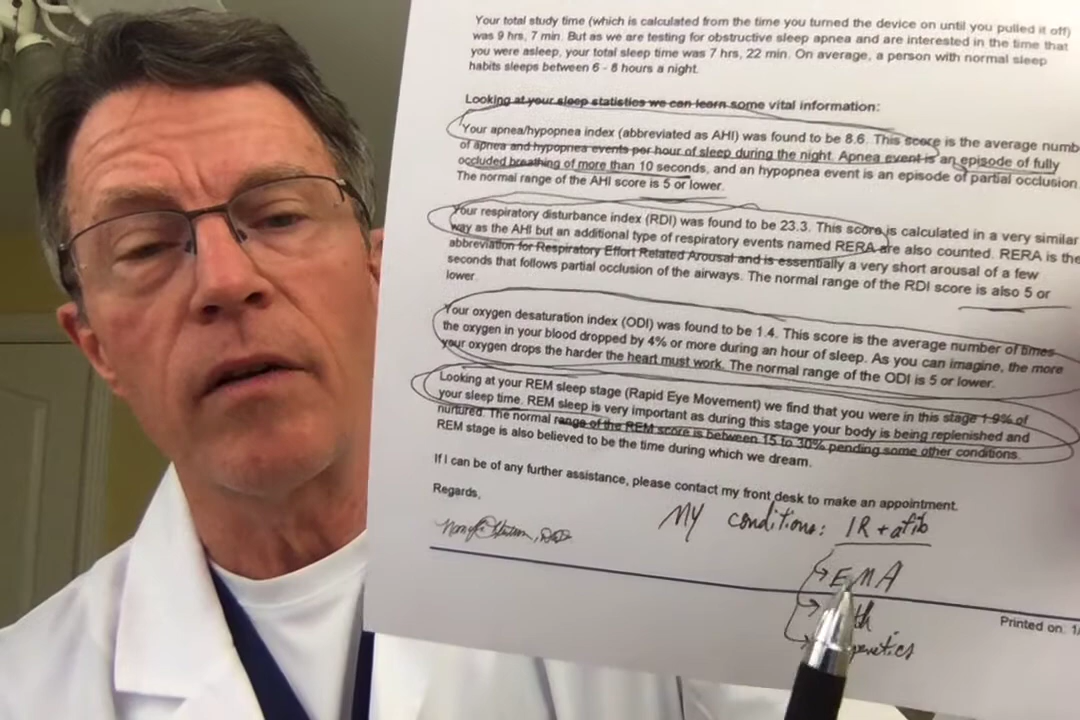 Your total study time (which is calculated from the time you turned the device on until you pulled it off)
was 9 hrs, 7 min. But as we are testing for obstructive sleep apnea and are interested in the time that
you were asleep, your total sleep time was 7 hrs, 22 min. On average, a person with normal sleep
habits sleeps between 6 - 8 hours a night.
Looking at your sleep statistics we can learn some vital information:
Your apnea/hypopnea index (abbreviated as AHI) was found to be 8.6. This score is the average numb
of apnea and hypopnea events per hour of sleep during the night. Apnea event is an episode of fully
occluded breathing of more than 10 seconds, and an hypopnea event is an episode of partial occlusion
The normal range of the AHI score is 5 or lower.
Your respiratory disturbance index (RDI) was found to be 23.3. This score is calculated in a very similar
way as the AHI but an additional type of respiratory events named RERA are also counted. RERA is the
abbreviation for Respiratory Effort Related Arousal and is essentially a very short arousal of a few
seconds that follows partial occlusion of the airways. The normal range of the RDI score is also 5 or
lower.
Your oxygen desaturation index (ODI) was found to be 1.4. This score is the average number of times
the oxygen in your blood dropped by 4% or more during an hour of sleep. As you can imagine, the more
your oxygen drops the harder the heart must work. The normal range of the ODI is 5 or lower.
Looking at your REM sleep stage (Rapid Eye Movement) we find that you were in this stage 1.9% of
your sleep time. REM sleep is very important as during this stage your body is being replenished and
nurtured. The normal range of the REM score is between 15 to 30% pending some other conditions.
REM stage is also believed to be the time during which we dream.
If I can be of any further assistance, please contact my front desk to make an appointment.
Regards,
My conditions: IR + afib
EMA
Printed on: 1/